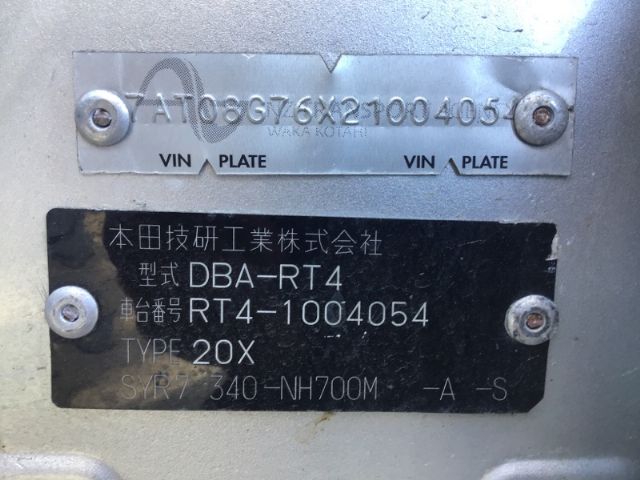 7AT08G76X21004054
WAKA KOTAHI
VIN PLATE VIN PLATE
本田技研工業株式会社
型式 DBA-RT4
車台番号 RT4-1004054
TYPE 20X
SYR7 340-NH700M -A -S